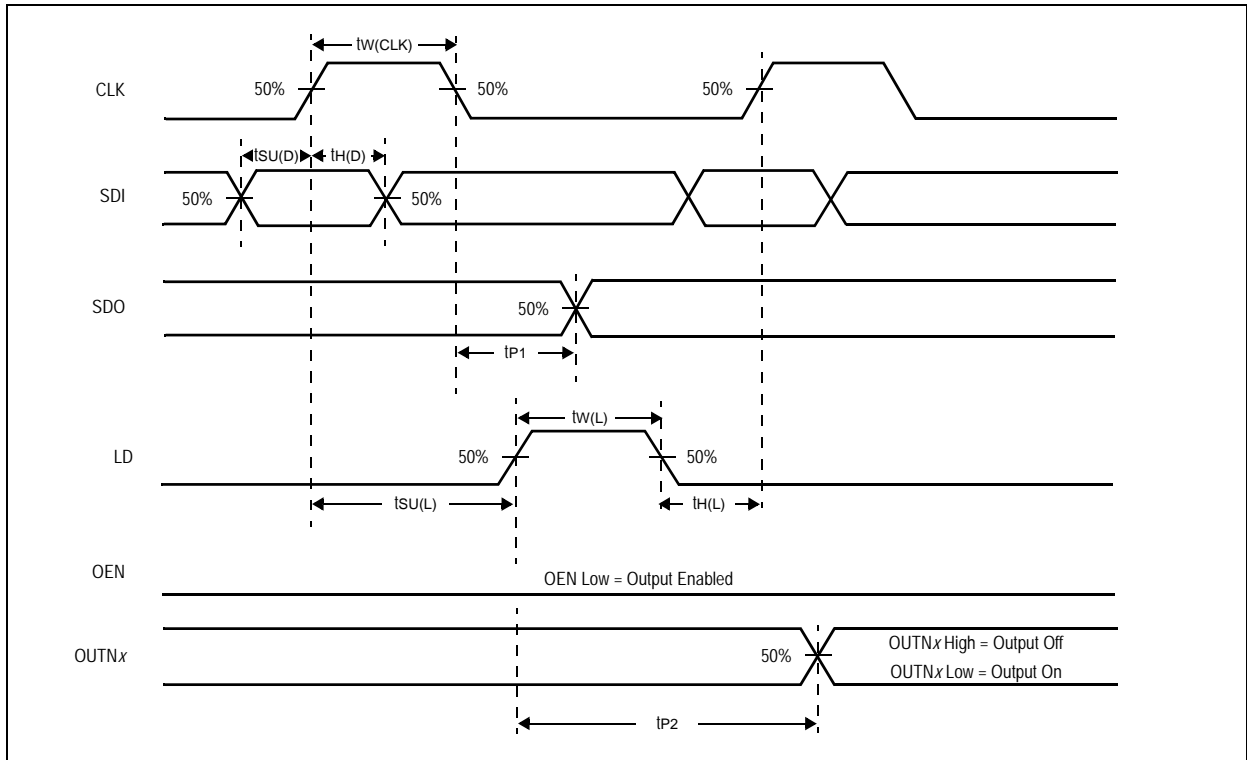 tW(CLK)
CLK
50%
50%
50%
tSU(D)
tH(D)
SDI
50%
50%
SDO
50%
tP1
tW(L)
LD
50%
50%
tSU(L)
tH(L)
OEN
OEN Low = Output Enabled
OUTNx
50%
OUTNx High = Output Off
OUTNx Low = Output On
tP2